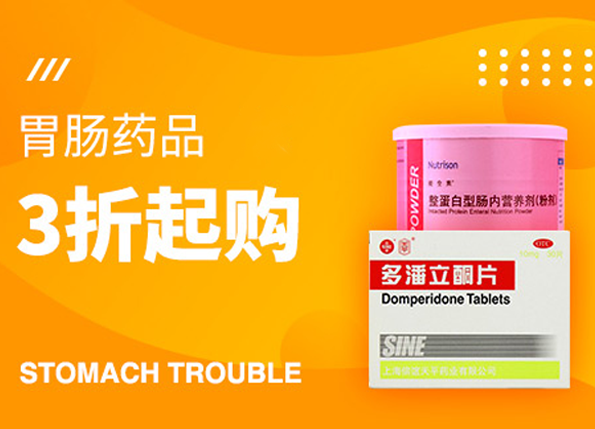 胃肠药品
3折起购
STOMACH TROUBLE
Nutrison
POWDER
整蛋白型肠内营养剂(粉剂)
Intacted Protein Enteral Nutrition Powder
OTC
多潘立酮片
Domperidone Tablets
SINE